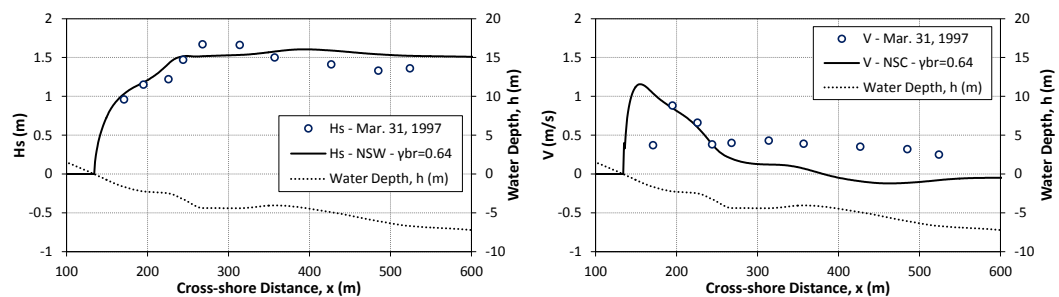 2
1.5
1
0.5
0
-0.5
-1
Hs (m)
20
15
10
5
0
-5
-10
Water Depth, h (m)
Hs - Mar. 31, 1997
Hs - NSW - γbr=0.64
Water Depth, h (m)
100 200 300 400 500 600
Cross-shore Distance, x (m)
2
1.5
1
0.5
0
-0.5
-1
V (m/s)
20
15
10
5
0
-5
-10
Water Depth, h (m)
V - Mar. 31, 1997
V - NSC - γbr=0.64
Water Depth, h (m)
100 200 300 400 500 600
Cross-shore Distance, x (m)